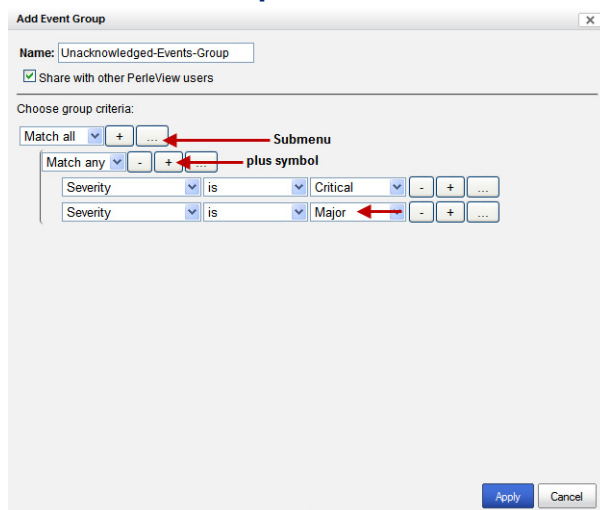 Add Event Group x
Name: Unacknowledged-Events-Group
Share with other PerleView users
Choose group criteria:
Match all + ... Submenu
Match any - + ... plus symbol
Severity is Critical - + ...
Severity is Major - + ...
Apply Cancel